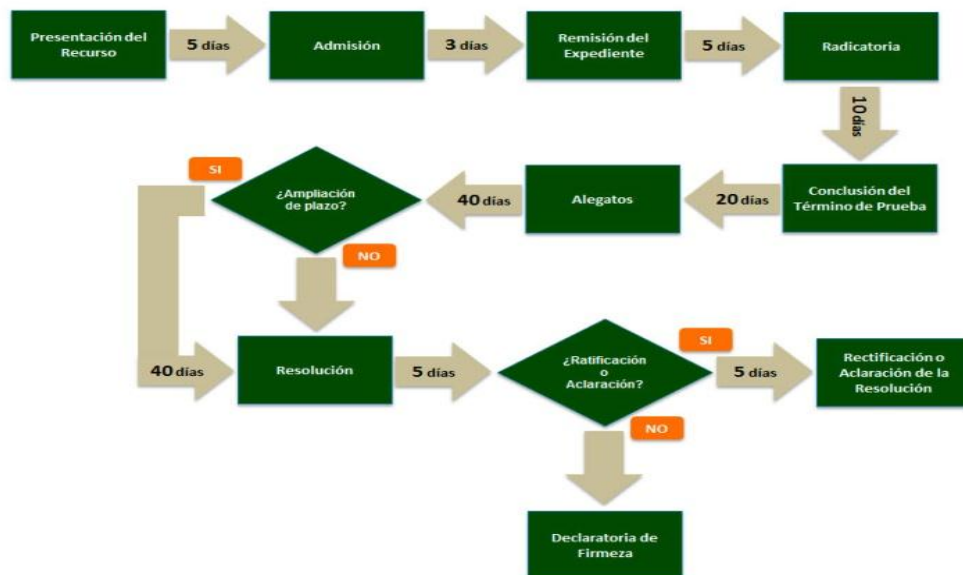 Presentación del
Recurso
5 días
Admisión
3 días
Remisión del
Expediente
5 días
Radicatoria
10 días
Conclusión del
Término de Prueba
20 días
Alegatos
40 días
¿Ampliación
de plazo?
SI
NO
40 días
Resolución
5 días
¿Ratificación
o
Aclaración?
SI
5 días
Rectificación o
Aclaración de la
Resolución
NO
Declaratoria de
Firmeza